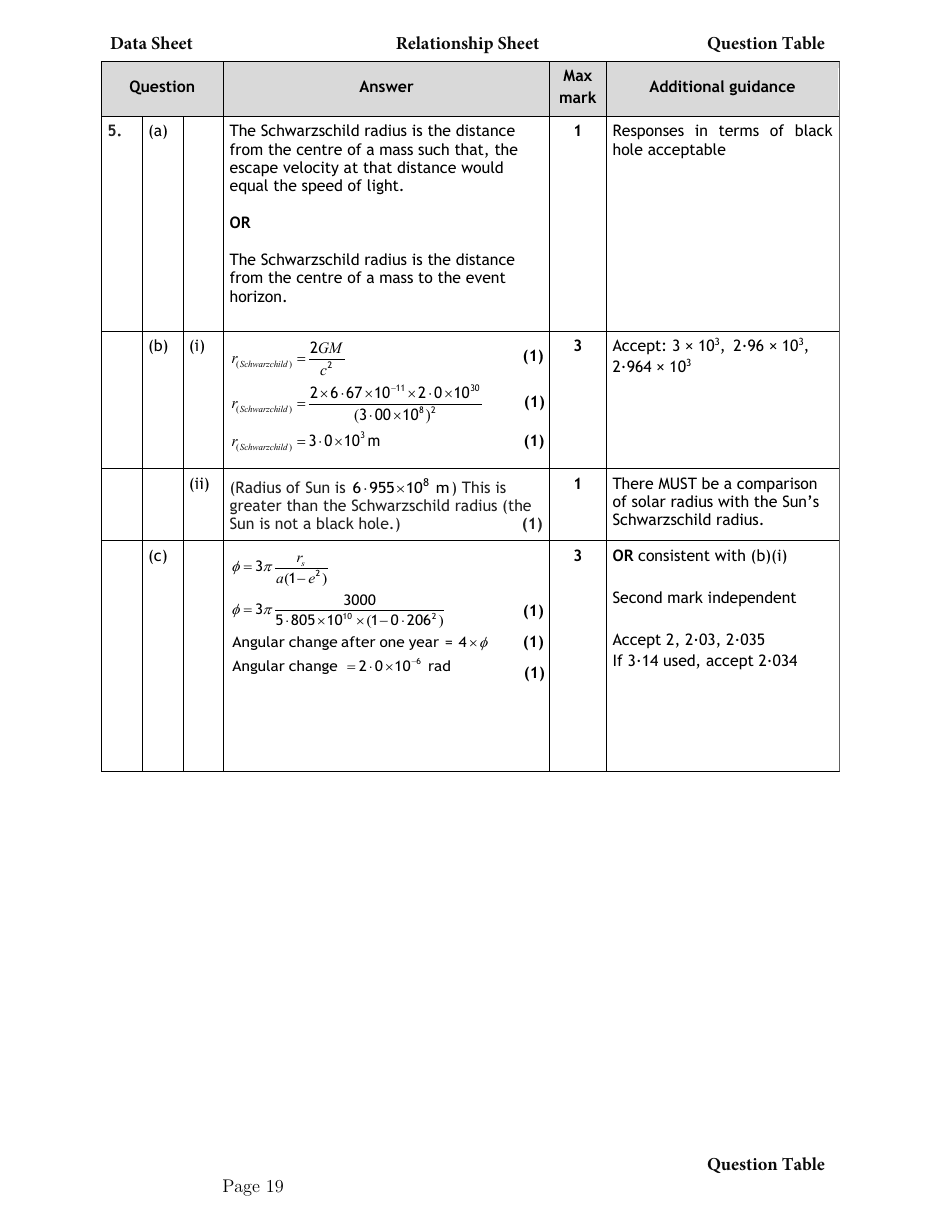 Data Sheet Relationship Sheet Question Table
Question Answer Max mark Additional guidance
5. (a) The Schwarzschild radius is the distance
from the centre of a mass such that, the
escape velocity at that distance would
equal the speed of light.
OR
The Schwarzschild radius is the distance
from the centre of a mass to the event
horizon.
1
Responses in terms of black
hole acceptable
(b) (i) r(Schwarzchild) = 2GM / c² (1)
r(Schwarzchild) = 2×6·67×10⁻¹¹×2·0×10³⁰ / (3·00×10⁸)² (1)
r(Schwarzchild) = 3·0×10³ m (1)
3
Accept: 3 × 10³, 2·96 × 10³,
2·964 × 10³
(ii) (Radius of Sun is 6·955×10⁸ m) This is
greater than the Schwarzschild radius (the
Sun is not a black hole.) (1)
1
There MUST be a comparison
of solar radius with the Sun’s
Schwarzschild radius.
(c) ϕ = 3π rₛ / a(1−e²)
ϕ = 3π 3000 / 5·805×10¹⁰×(1−0·206²) (1)
Angular change after one year = 4×ϕ (1)
Angular change = 2·0×10⁻⁶ rad (1)
3
OR consistent with (b)(i)
Second mark independent
Accept 2, 2·03, 2·035
If 3·14 used, accept 2·034
Question Table
Page 19